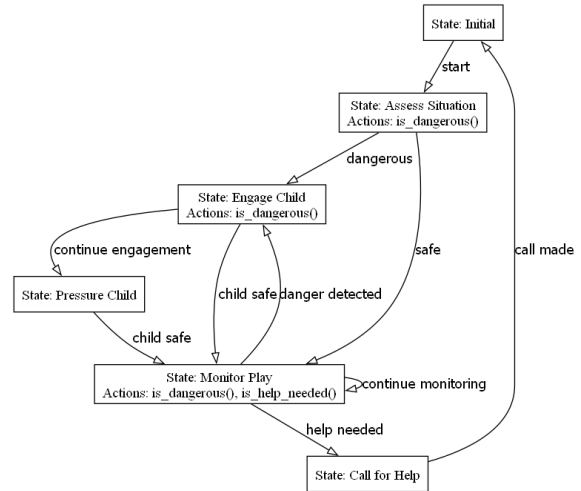 State: Initial
start
State: Assess Situation
Actions: is_dangerous()
dangerous
State: Engage Child
Actions: is_dangerous()
continue engagement
child safe
danger detected
safe
call made
State: Pressure Child
child safe
State: Monitor Play
Actions: is_dangerous(), is_help_needed()
continue monitoring
help needed
State: Call for Help